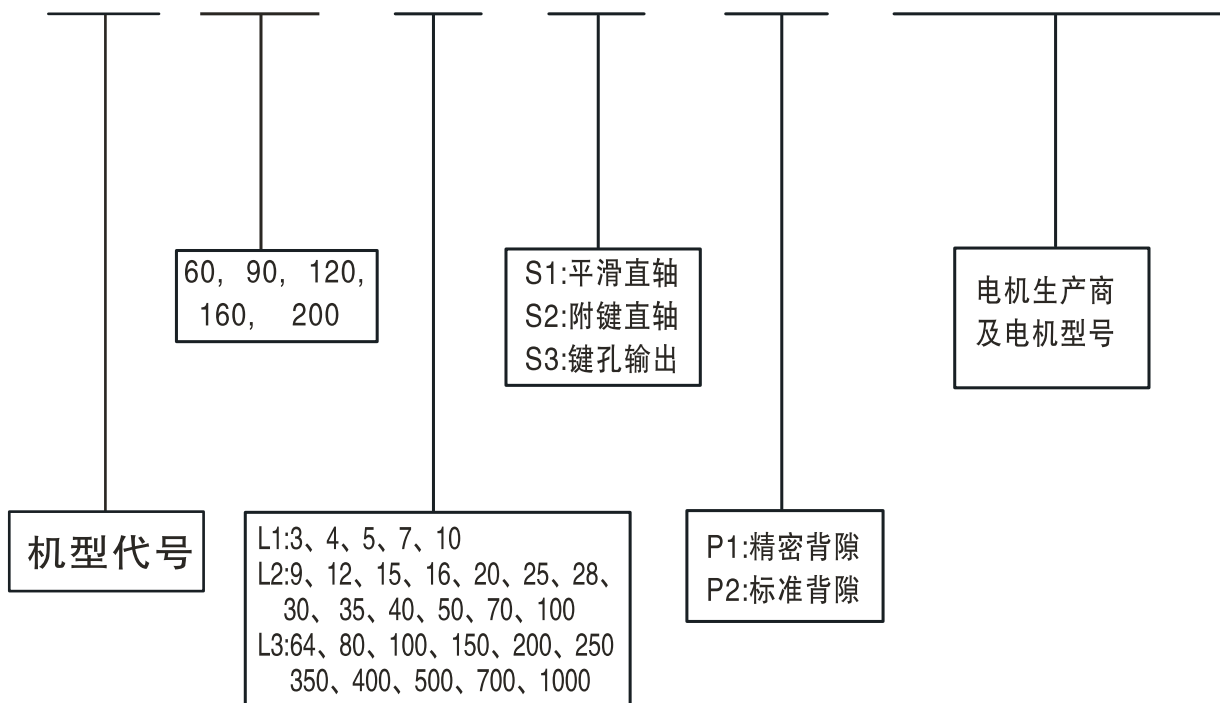 60, 90, 120,
160, 200
S1:平滑直轴
S2:附键直轴
S3:键孔输出
电机生产商
及电机型号
机型代号
L1:3、4、5、7、10
L2:9、12、15、16、20、25、28、
30、35、40、50、70、100
L3:64、80、100、150、200、250
350、400、500、700、1000
P1:精密背隙
P2:标准背隙